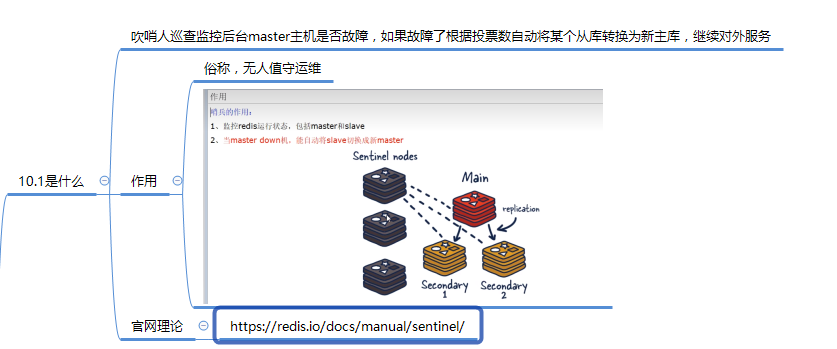 吹哨人巡查监控后台master主机是否故障，如果故障了根据投票数自动将某个从库转换为新主库，继续对外服务
俗称，无人值守运维
作用
哨兵的作用：
1、监控redis运行状态，包括master和slave
2、当master down机，能自动将slave切换成新master
Sentinel nodes
Main
replication
Secondary
1
Secondary
2
10.1是什么
作用
官网理论
https://redis.io/docs/manual/sentinel/